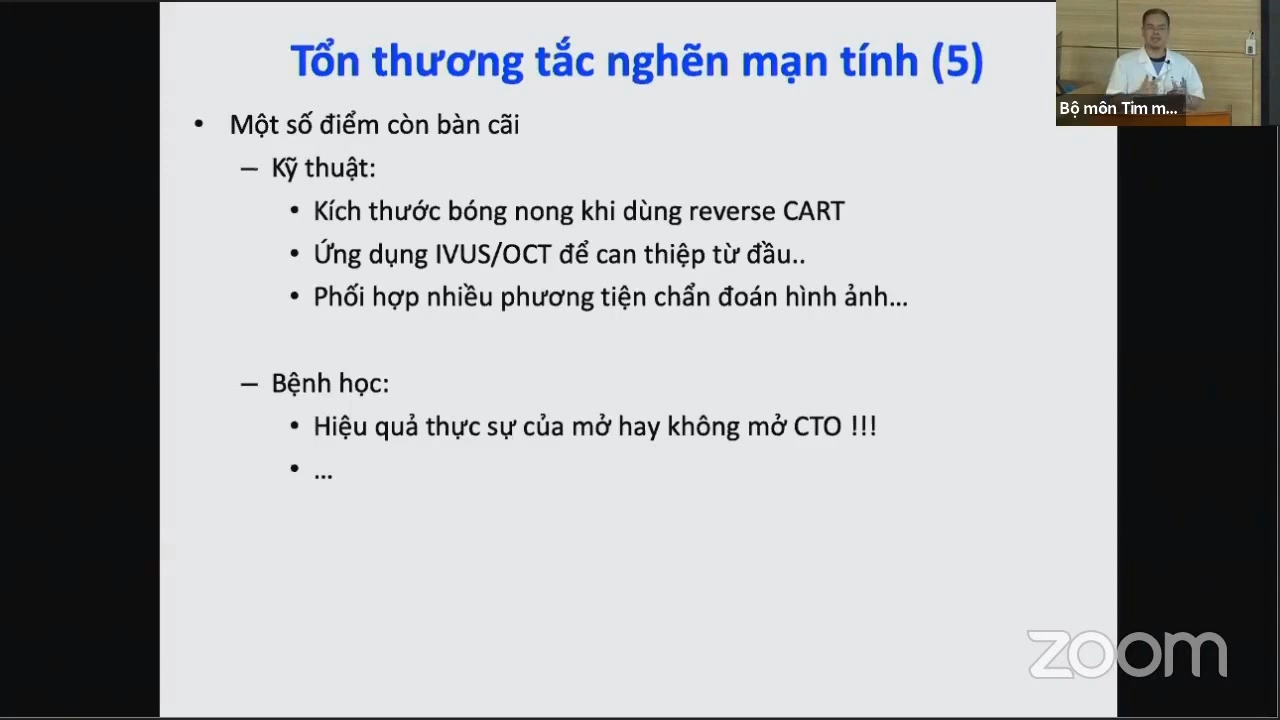 Tổn thương tắc nghẽn mạn tính (5)
Bộ môn Tim m...
• Một số điểm còn bàn cãi
– Kỹ thuật:
• Kích thước bóng nong khi dùng reverse CART
• Ứng dụng IVUS/OCT để can thiệp từ đầu..
• Phối hợp nhiều phương tiện chẩn đoán hình ảnh...
– Bệnh học:
• Hiệu quả thực sự của mở hay không mở CTO !!!
• ...
zoom